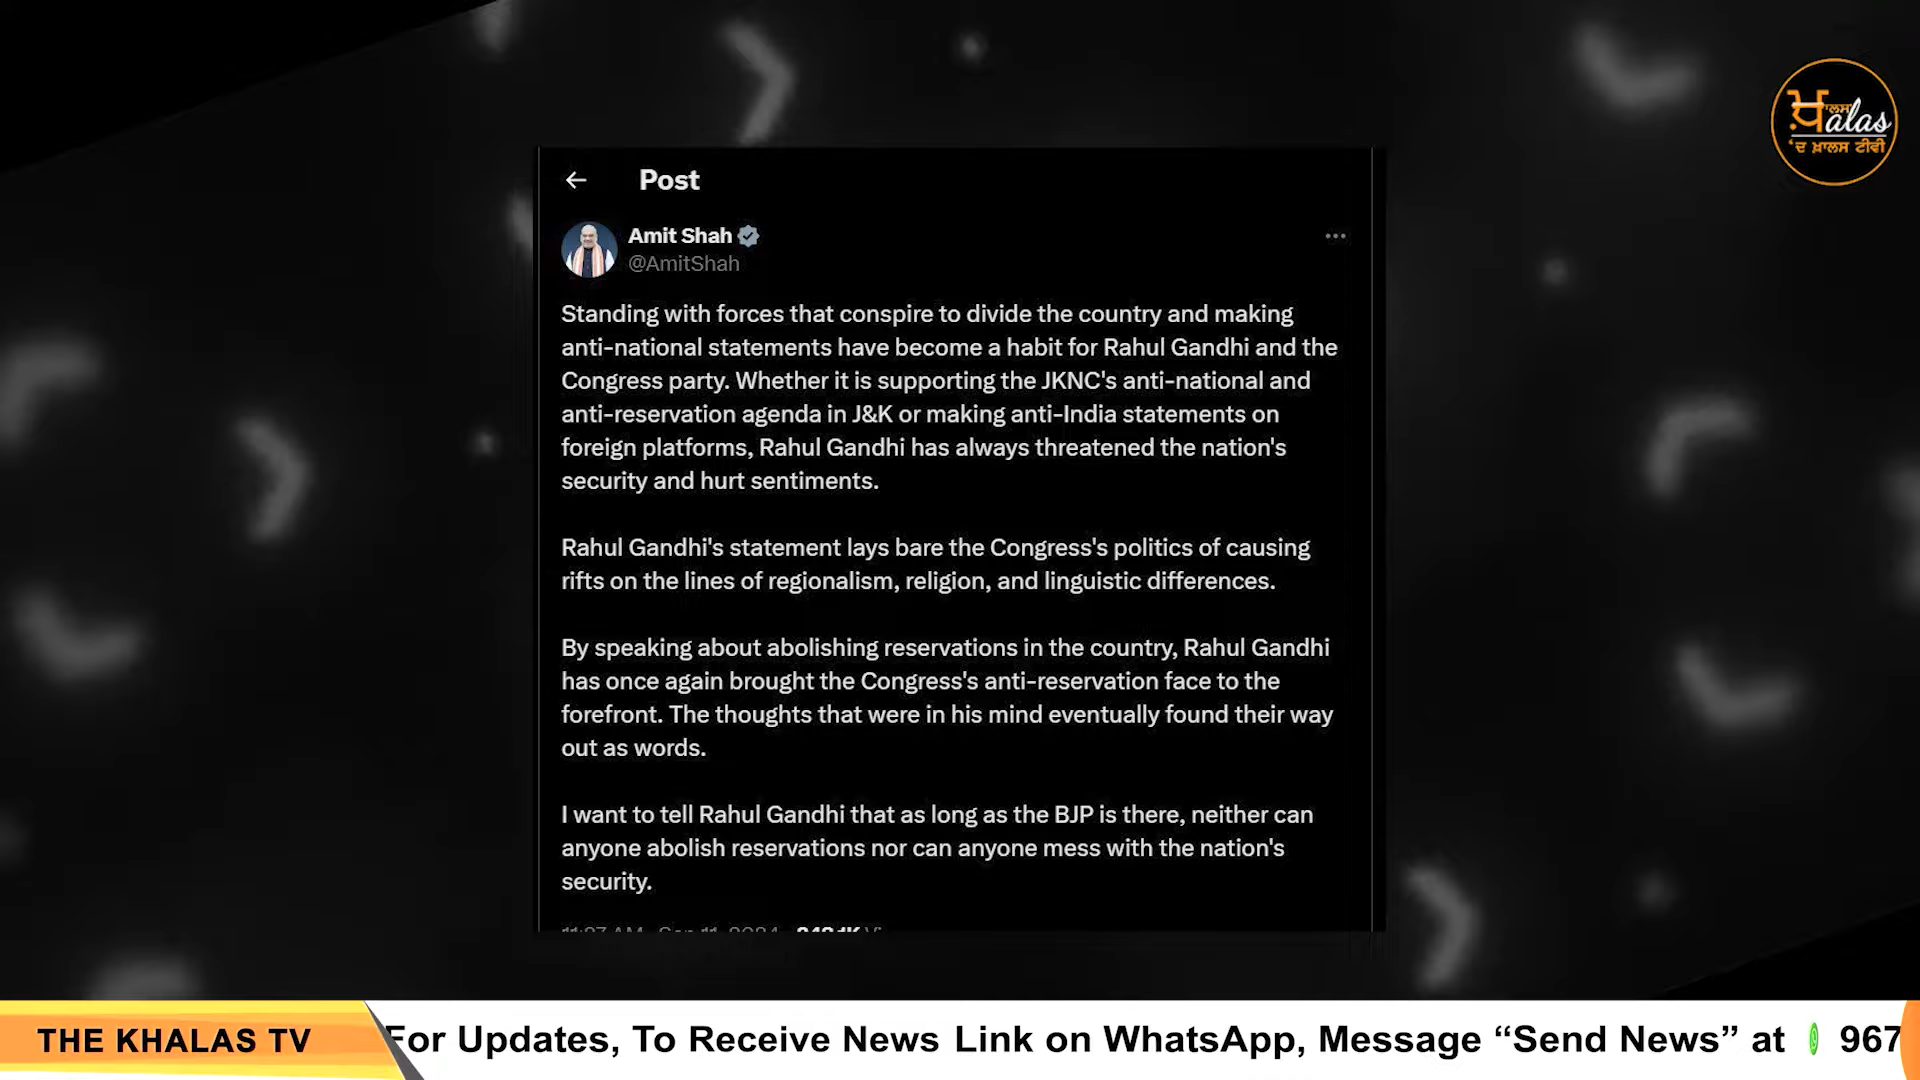 Post
Amit Shah
@AmitShah
Standing with forces that conspire to divide the country and making
anti-national statements have become a habit for Rahul Gandhi and the
Congress party. Whether it is supporting the JKNC's anti-national and
anti-reservation agenda in J&K or making anti-India statements on
foreign platforms, Rahul Gandhi has always threatened the nation's
security and hurt sentiments.
Rahul Gandhi's statement lays bare the Congress's politics of causing
rifts on the lines of regionalism, religion, and linguistic differences.
By speaking about abolishing reservations in the country, Rahul Gandhi
has once again brought the Congress's anti-reservation face to the
forefront. The thoughts that were in his mind eventually found their way
out as words.
I want to tell Rahul Gandhi that as long as the BJP is there, neither can
anyone abolish reservations nor can anyone mess with the nation's
security.
ਖ਼ਾਲਸ
Khalas
'ਦ ਖ਼ਾਲਸ ਟੀਵੀ
THE KHALAS TV
For Updates, To Receive News Link on WhatsApp, Message “Send News” at 967